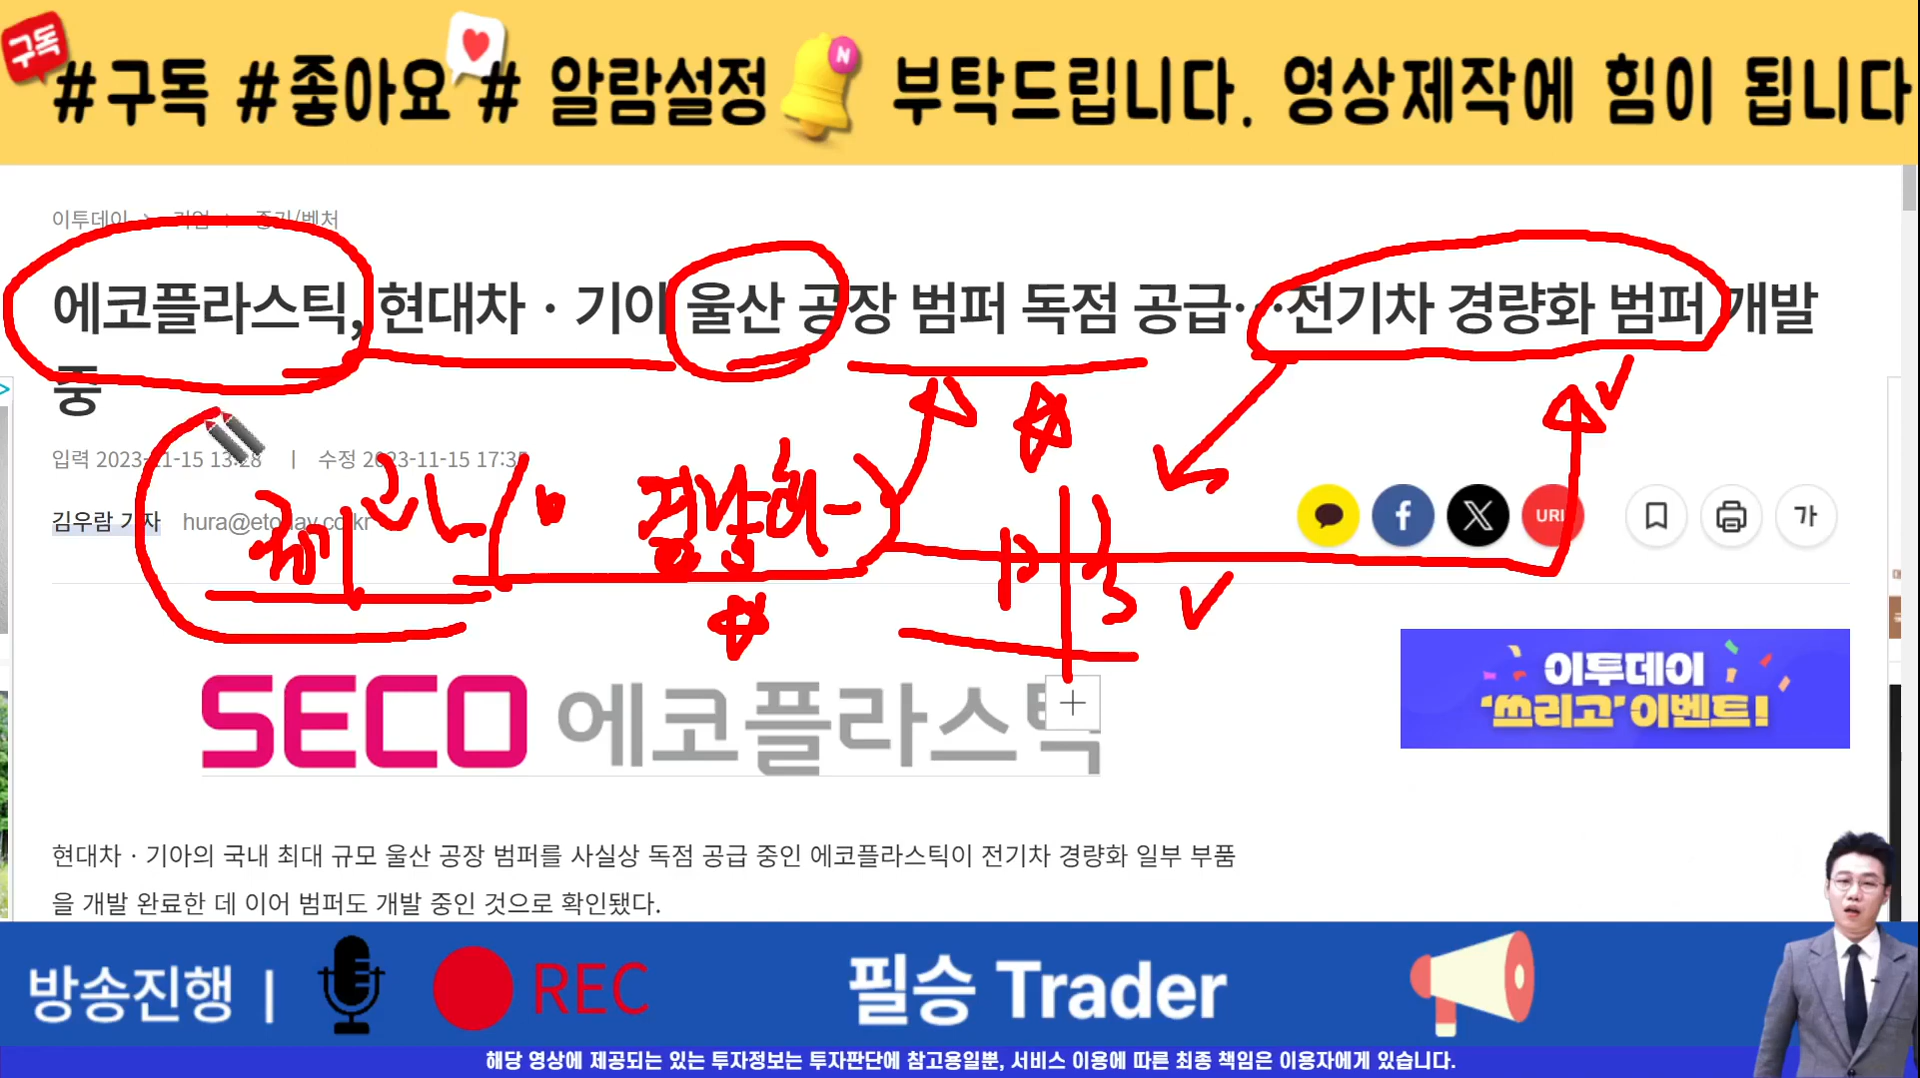 구독
#구독 #좋아요 # 알람설정 N 부탁드립니다. 영상제작에 힘이 됩니다
이투데이 > 기업 > 중기/벤처
에코플라스틱, 현대차·기아 울산 공장 범퍼 독점 공급…전기차 경량화 범퍼 개발
중
입력 2023-11-15 13:28 | 수정 2023-11-15 17:35
김우람 기자 hura@etoday.co.kr
경량화
URL
가
SECO 에코플라스틱
이투데이
'쓰리고' 이벤트!
현대차·기아의 국내 최대 규모 울산 공장 범퍼를 사실상 독점 공급 중인 에코플라스틱이 전기차 경량화 일부 부품
을 개발 완료한 데 이어 범퍼도 개발 중인 것으로 확인됐다.
방송진행 | REC 필승 Trader
해당 영상에 제공되는 있는 투자정보는 투자판단에 참고용일뿐, 서비스 이용에 따른 최종 책임은 이용자에게 있습니다.